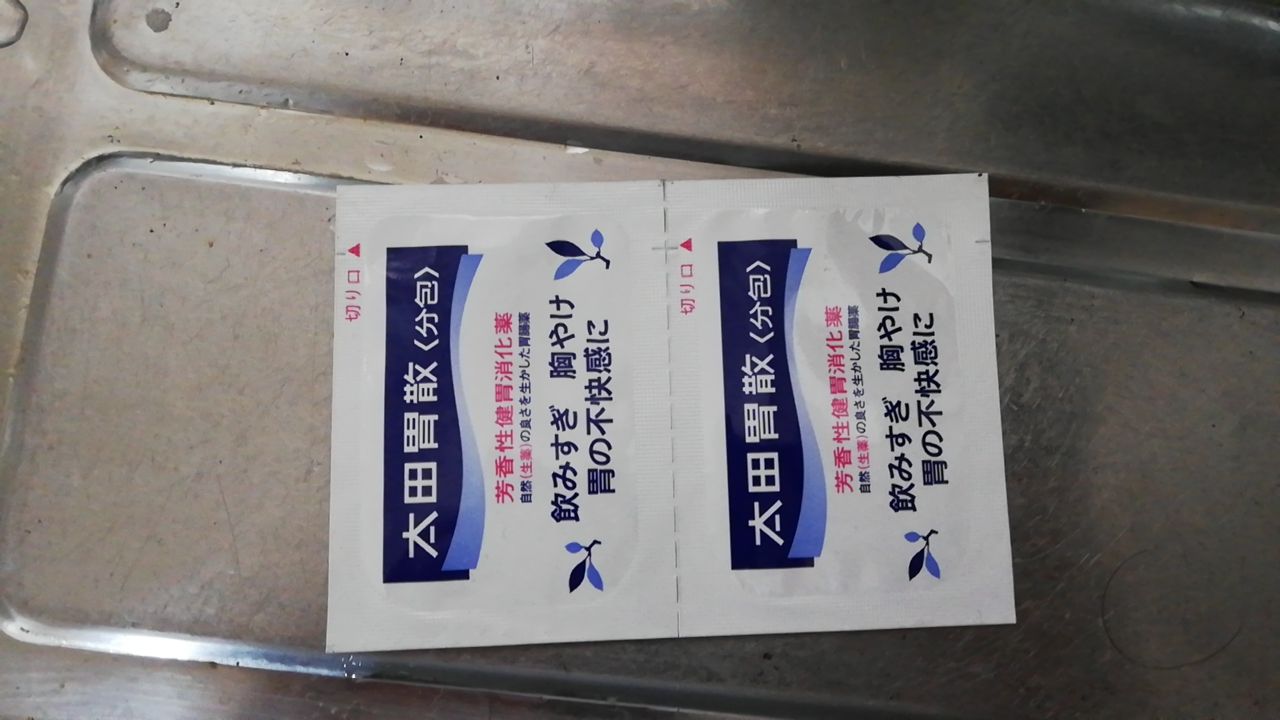 切り口
太田胃散〈分包〉
芳香性健胃消化薬
自然(生薬)の良さを生かした胃腸薬
飲みすぎ 胸やけ
胃の不快感に
切り口
太田胃散〈分包〉
芳香性健胃消化薬
自然(生薬)の良さを生かした胃腸薬
飲みすぎ 胸やけ
胃の不快感に